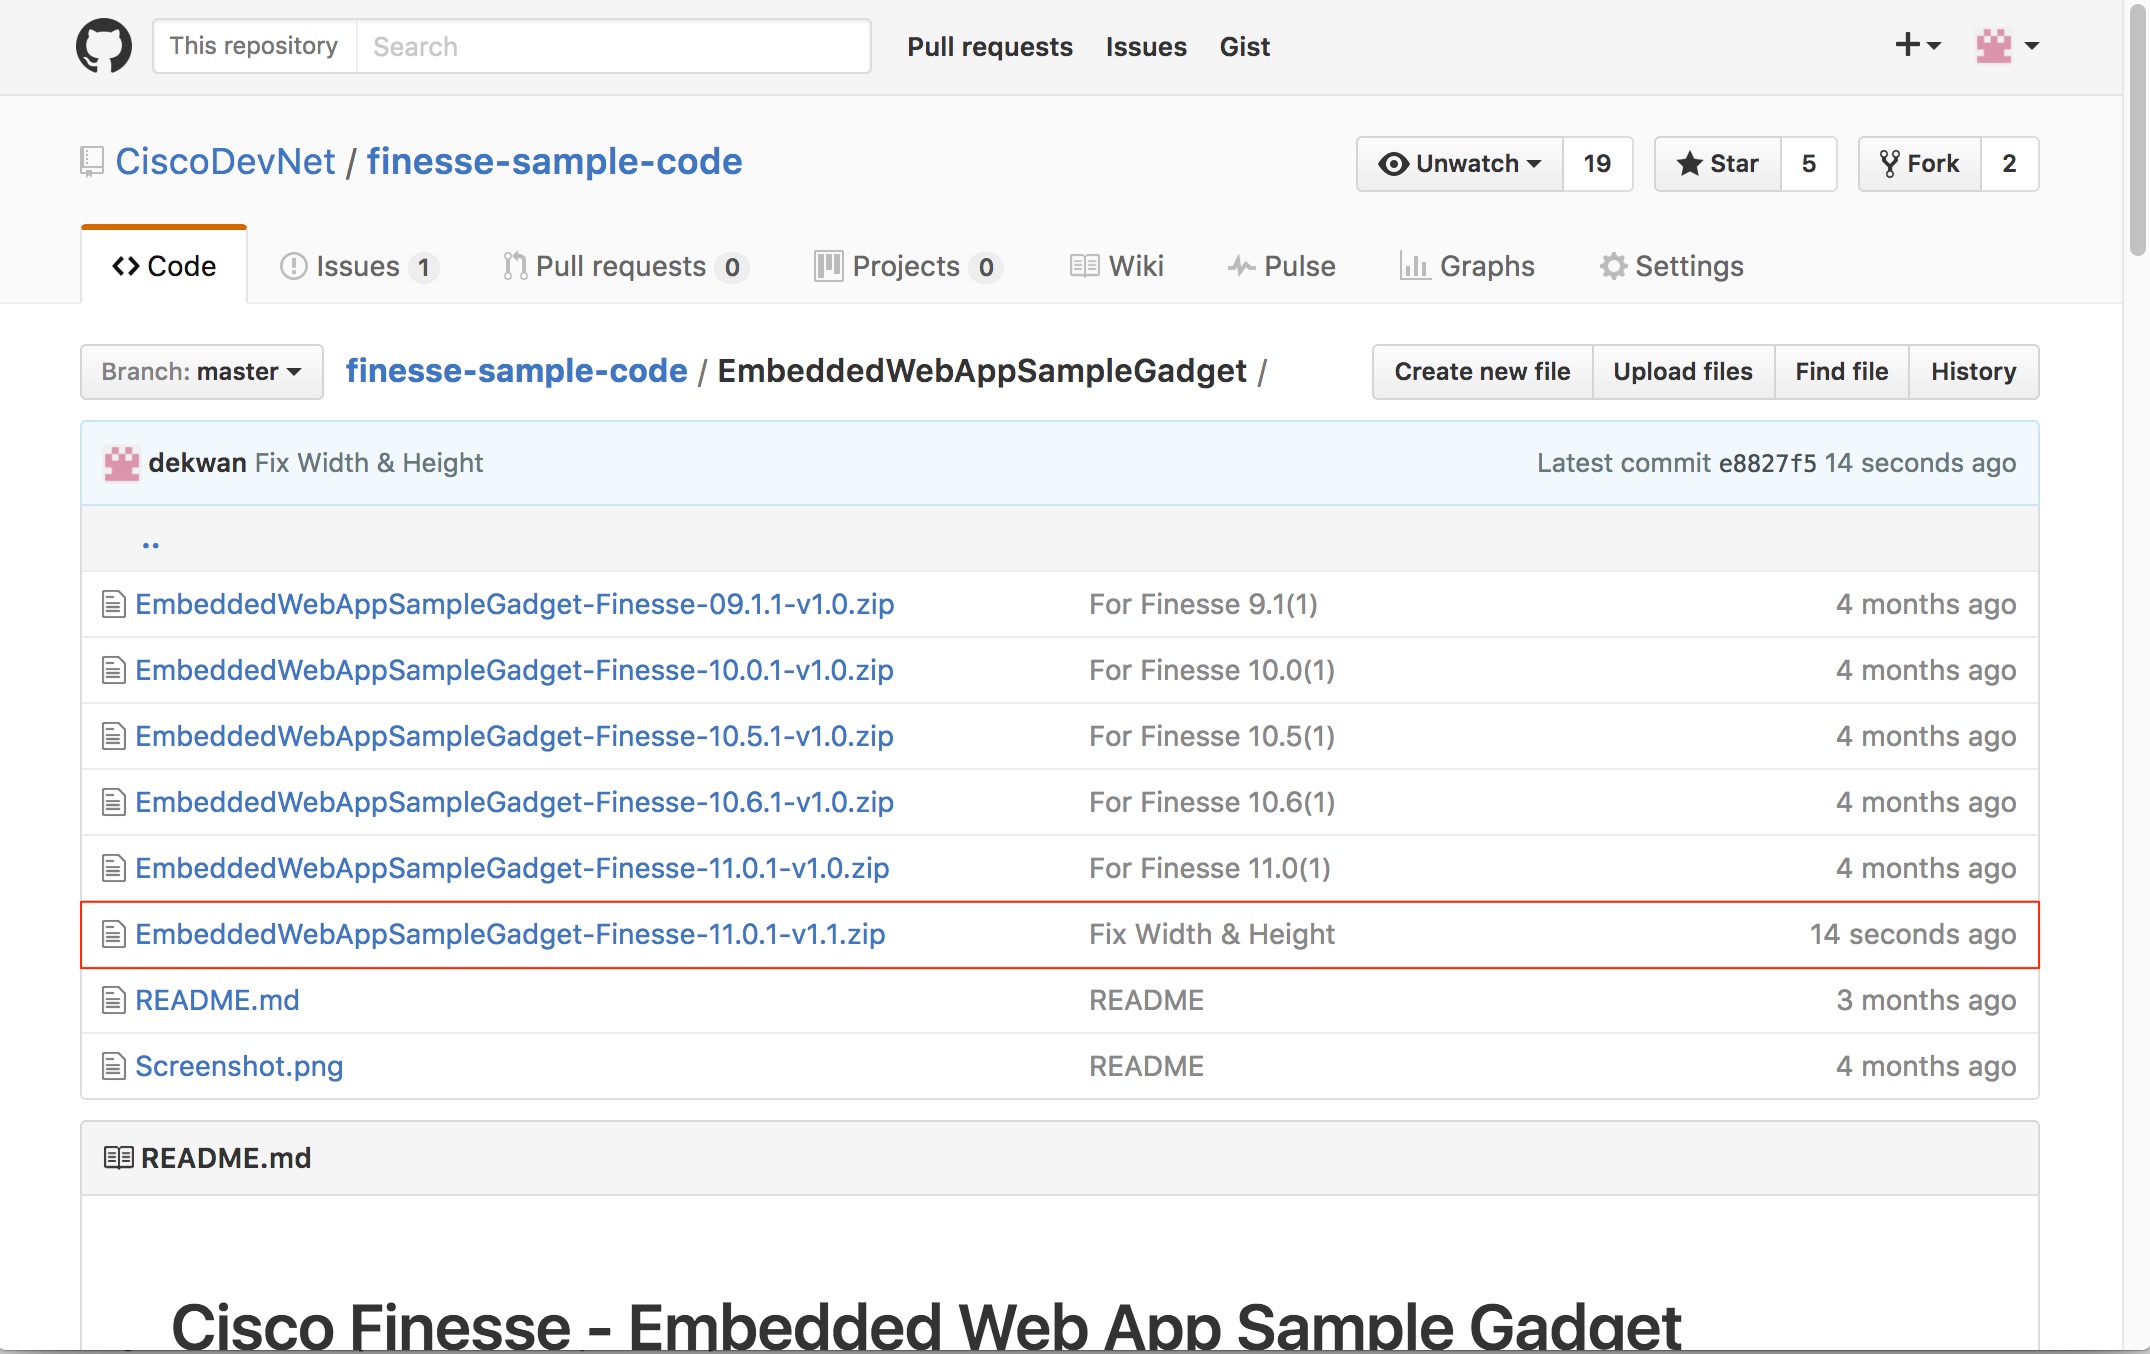 This repository Search Pull requests Issues Gist
CiscoDevNet / finesse-sample-code Unwatch 19 Star 5 Fork 2
Code Issues 1 Pull requests 0 Projects 0 Wiki Pulse Graphs Settings
Branch: master finesse-sample-code / EmbeddedWebAppSampleGadget / Create new file Upload files Find file History
dekwan Fix Width & Height Latest commit e8827f5 14 seconds ago
..
EmbeddedWebAppSampleGadget-Finesse-09.1.1-v1.0.zip For Finesse 9.1(1) 4 months ago
EmbeddedWebAppSampleGadget-Finesse-10.0.1-v1.0.zip For Finesse 10.0(1) 4 months ago
EmbeddedWebAppSampleGadget-Finesse-10.5.1-v1.0.zip For Finesse 10.5(1) 4 months ago
EmbeddedWebAppSampleGadget-Finesse-10.6.1-v1.0.zip For Finesse 10.6(1) 4 months ago
EmbeddedWebAppSampleGadget-Finesse-11.0.1-v1.0.zip For Finesse 11.0(1) 4 months ago
EmbeddedWebAppSampleGadget-Finesse-11.0.1-v1.1.zip Fix Width & Height 14 seconds ago
README.md README 3 months ago
Screenshot.png README 4 months ago
README.md
Cisco Finesse - Embedded Web App Sample Gadget